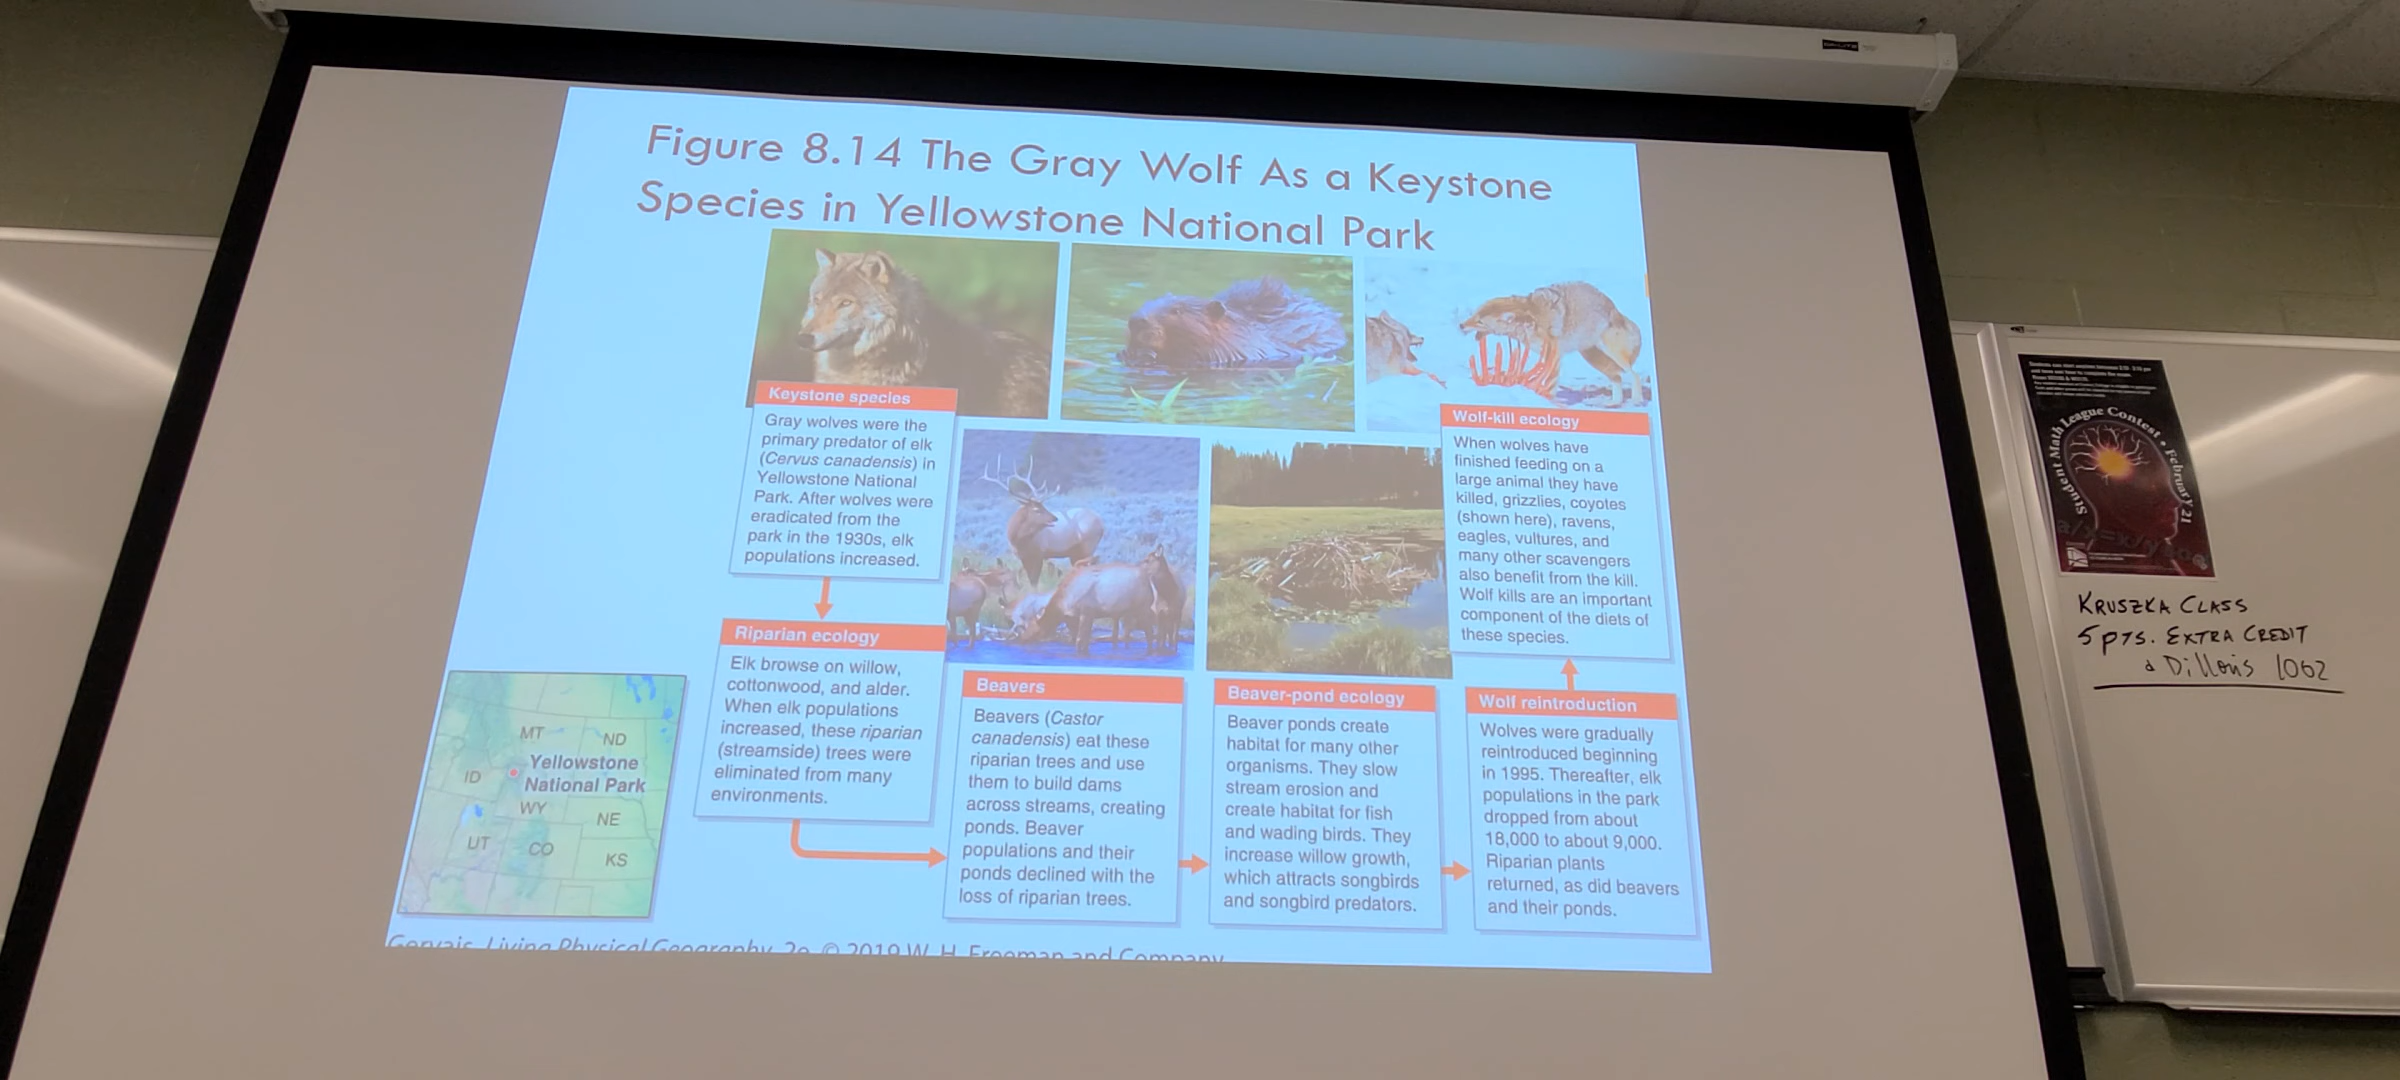 Figure 8.14 The Gray Wolf As a Keystone
Species in Yellowstone National Park
Keystone species
Gray wolves were the
primary predator of elk
(Cervus canadensis) in
Yellowstone National
Park. After wolves were
eradicated from the
park in the 1930s, elk
populations increased.
Riparian ecology
Elk browse on willow,
cottonwood, and alder.
When elk populations
increased, these riparian
(streamside) trees were
eliminated from many
environments.
Beavers
Beavers (Castor
canadensis) eat these
riparian trees and use
them to build dams
across streams, creating
ponds. Beaver
populations and their
ponds declined with the
loss of riparian trees.
Beaver-pond ecology
Beaver ponds create
habitat for many other
organisms. They slow
stream erosion and
create habitat for fish
and wading birds. They
increase willow growth,
which attracts songbirds
and songbird predators.
Wolf reintroduction
Wolves were gradually
reintroduced beginning
in 1995. Thereafter, elk
populations in the park
dropped from about
18,000 to about 9,000.
Riparian plants
returned, as did beavers
and their ponds.
Wolf-kill ecology
When wolves have
finished feeding on a
large animal they have
killed, grizzlies, coyotes
(shown here), ravens,
eagles, vultures, and
many other scavengers
also benefit from the kill.
Wolf kills are an important
component of the diets of
these species.
MT
ND
Yellowstone
National Park
ID
WY
NE
UT
CO
KS
Gervais, Living Physical Geography, 2e, © 2019 W. H. Freeman and Company
Student Math League Contest • February 21
KRUSZKA CLASS
5 PTS. EXTRA CREDIT
Dillon's 1062